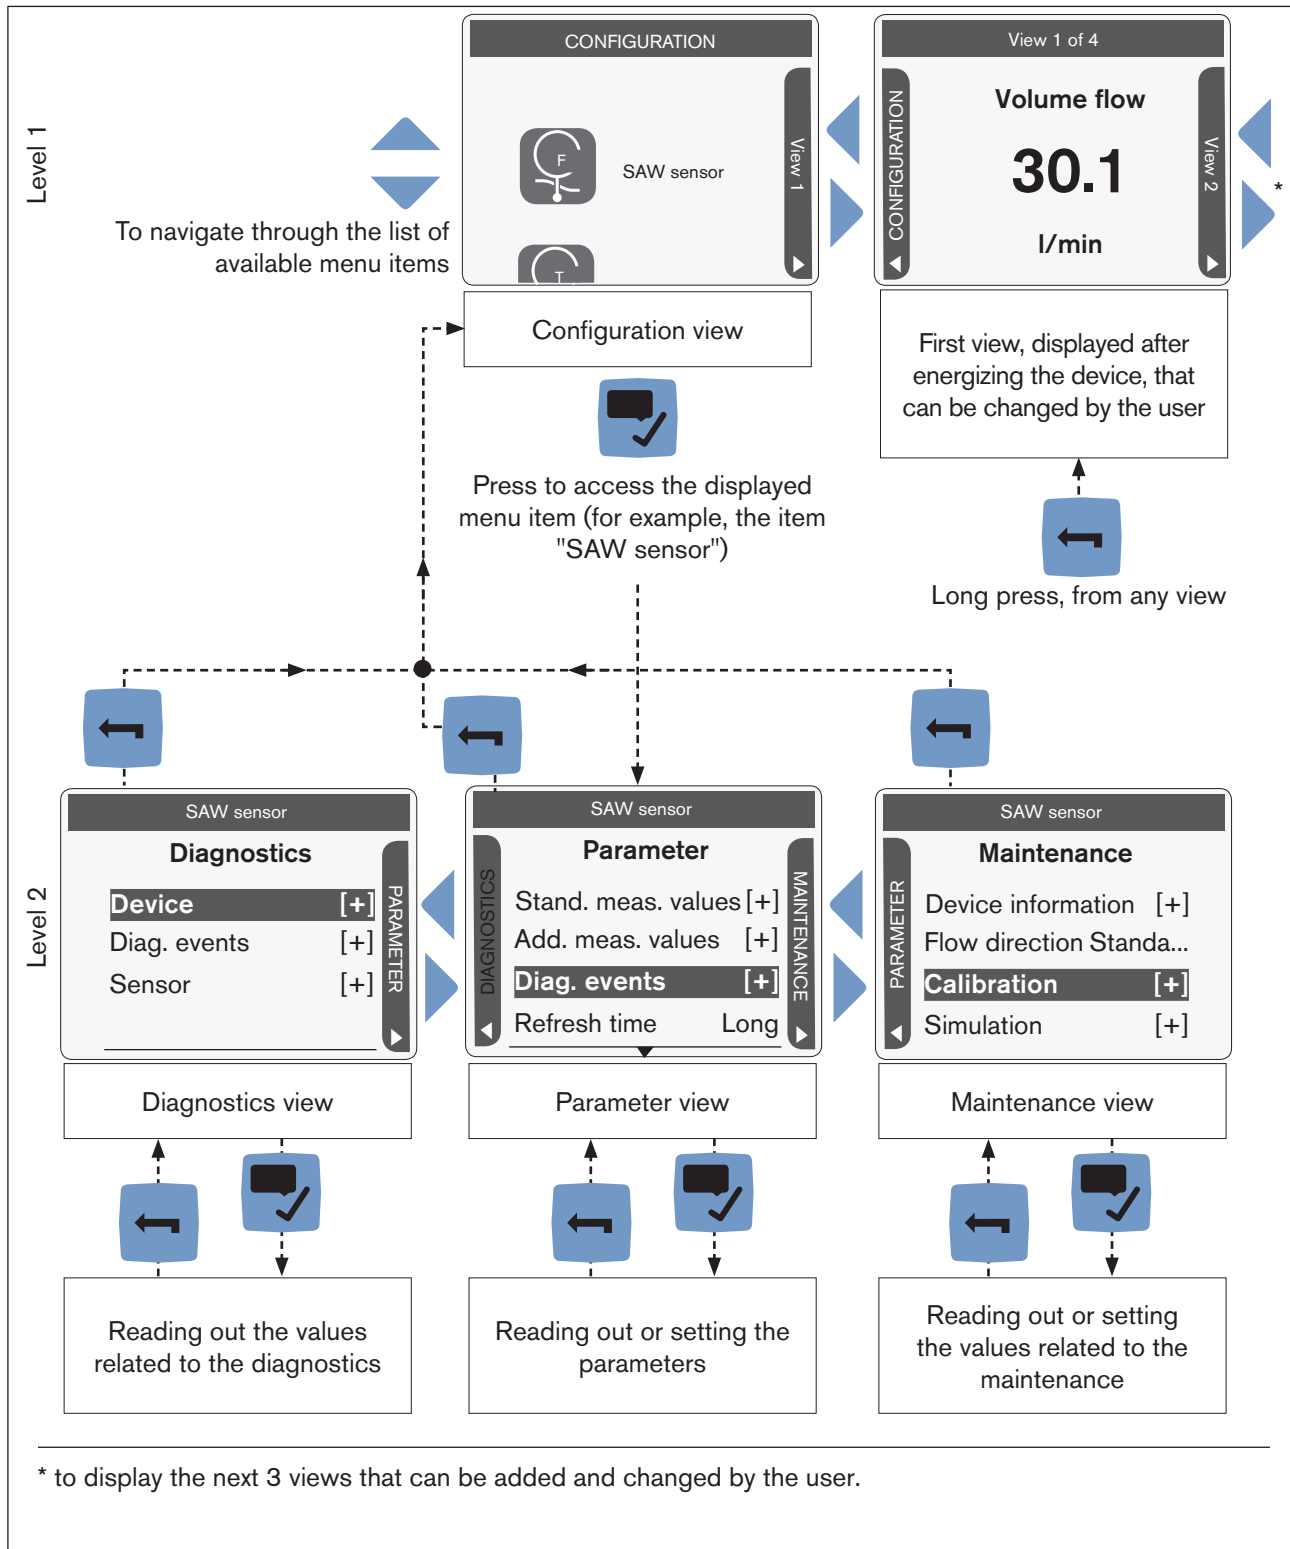 Level 1
CONFIGURATION
F
SAW sensor
T
View 1
View 1 of 4
CONFIGURATION
Volume flow
30.1
l/min
View 2
*
To navigate through the list of
available menu items
Configuration view
First view, displayed after
energizing the device, that
can be changed by the user
Press to access the displayed
menu item (for example, the item
"SAW sensor")
Long press, from any view
Level 2
SAW sensor
Diagnostics
Device [+]
Diag. events [+]
Sensor [+]
PARAMETER
SAW sensor
DIAGNOSTICS
Parameter
Stand. meas. values [+]
Add. meas. values [+]
Diag. events [+]
Refresh time Long
MAINTENANCE
SAW sensor
PARAMETER
Maintenance
Device information [+]
Flow direction Standa...
Calibration [+]
Simulation [+]
Diagnostics view
Parameter view
Maintenance view
Reading out the values
related to the diagnostics
Reading out or setting the
parameters
Reading out or setting
the values related to the
maintenance
* to display the next 3 views that can be added and changed by the user.